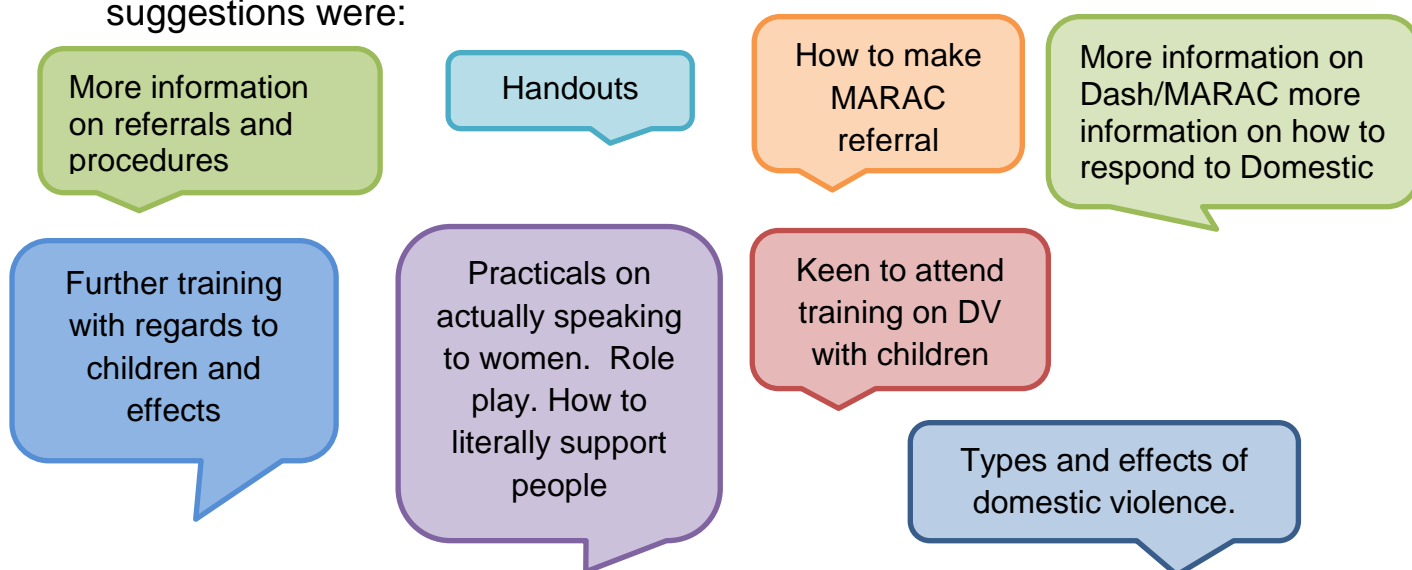 suggestions were:
More information
on referrals and
procedures
Handouts
How to make
MARAC
referral
More information on
Dash/MARAC more
information on how to
respond to Domestic
Further training
with regards to
children and
effects
Practicals on
actually speaking
to women.  Role
play. How to
literally support
people
Keen to attend
training on DV
with children
Types and effects of
domestic violence.